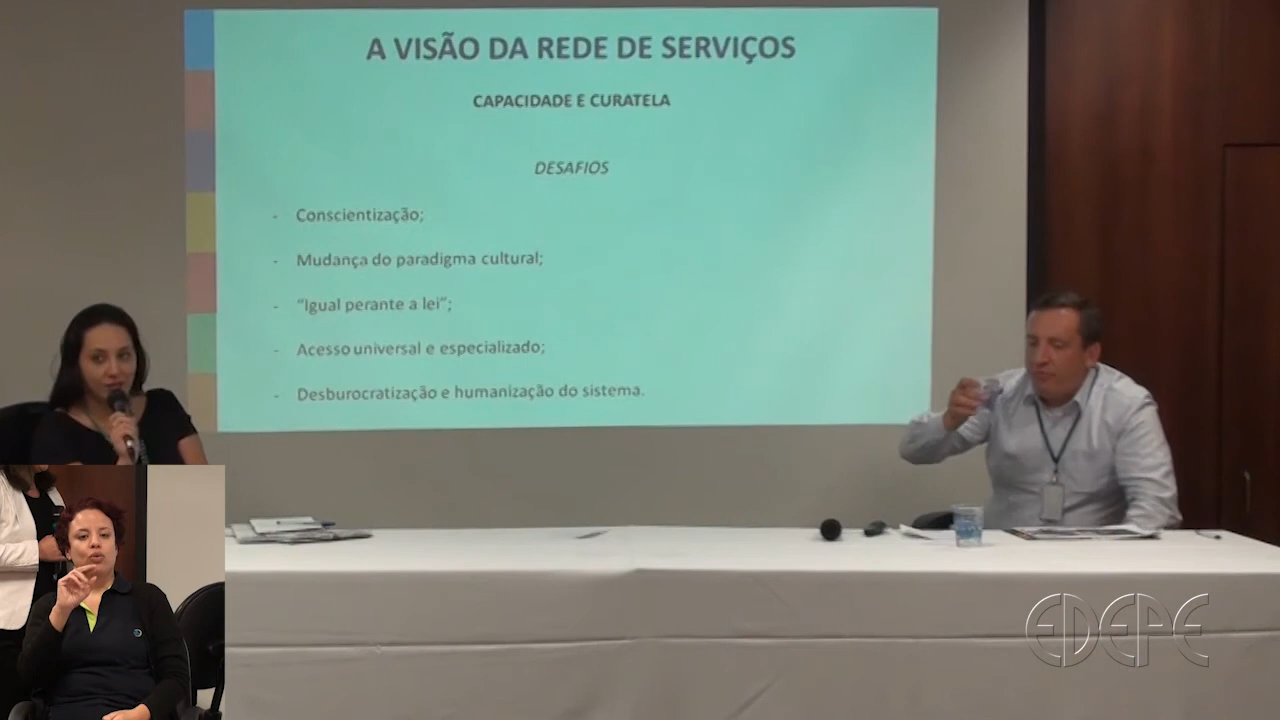 A VISÃO DA REDE DE SERVIÇOS
CAPACIDADE E CURATELA
DESAFIOS
- Conscientização;
- Mudança do paradigma cultural;
- “Igual perante a lei”;
- Acesso universal e especializado;
- Desburocratização e humanização do sistema.
EDEPE